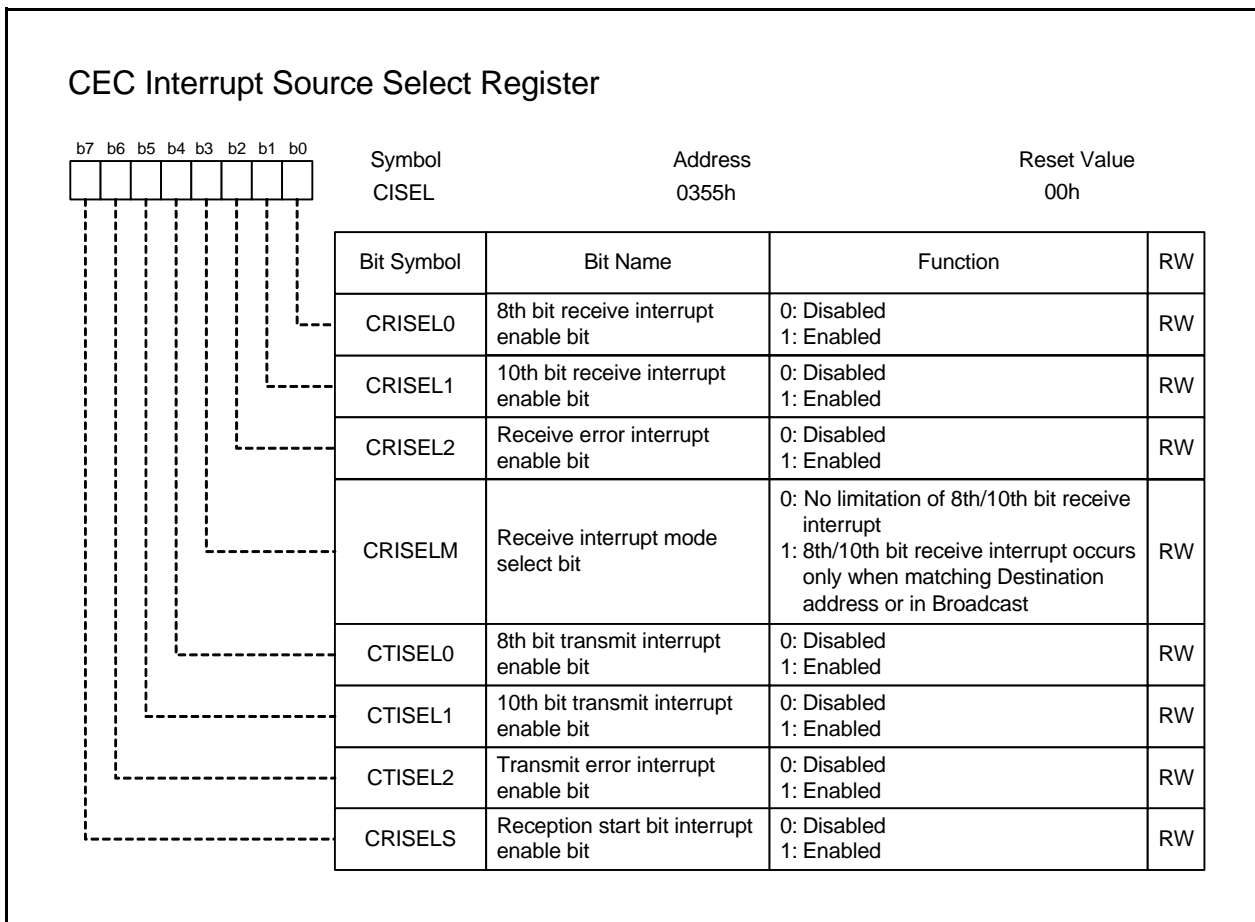 CEC Interrupt Source Select Register
b7 b6 b5 b4 b3 b2 b1 b0
Symbol Address Reset Value
CISEL 0355h 00h
Bit Symbol Bit Name Function RW
CRISEL0 8th bit receive interrupt enable bit 0: Disabled 1: Enabled RW
CRISEL1 10th bit receive interrupt enable bit 0: Disabled 1: Enabled RW
CRISEL2 Receive error interrupt enable bit 0: Disabled 1: Enabled RW
CRISELM Receive interrupt mode select bit 0: No limitation of 8th/10th bit receive interrupt 1: 8th/10th bit receive interrupt occurs only when matching Destination address or in Broadcast RW
CTISEL0 8th bit transmit interrupt enable bit 0: Disabled 1: Enabled RW
CTISEL1 10th bit transmit interrupt enable bit 0: Disabled 1: Enabled RW
CTISEL2 Transmit error interrupt enable bit 0: Disabled 1: Enabled RW
CRISELS Reception start bit interrupt enable bit 0: Disabled 1: Enabled RW